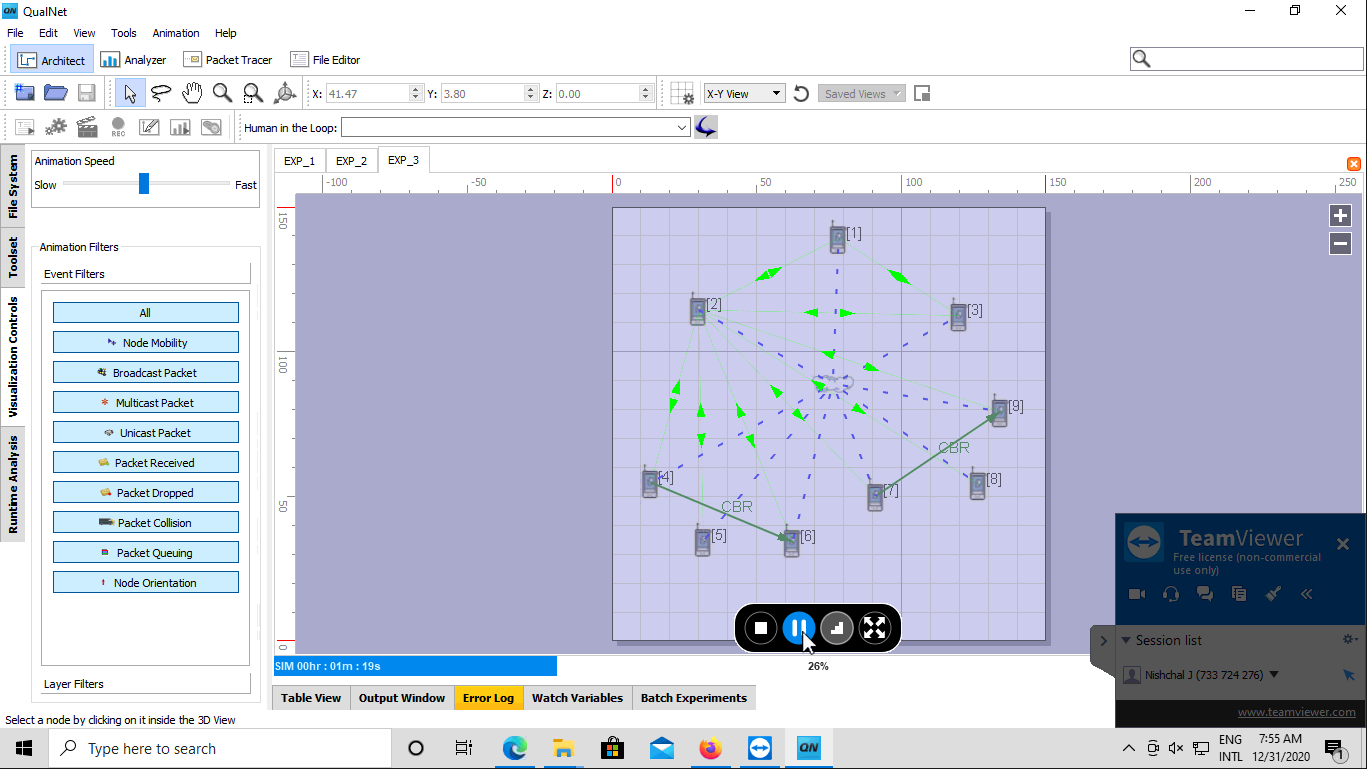 QN QualNet
File Edit View Tools Animation Help
Architect Analyzer Packet Tracer File Editor
X: 41.47 Y: 3.80 Z: 0.00 X-Y View Saved Views
REC Human in the Loop:
File System
Toolset
Visualization Controls
Runtime Analysis
Animation Speed
Slow Fast
Animation Filters
Event Filters
All
Node Mobility
Broadcast Packet
Multicast Packet
Unicast Packet
Packet Received
Packet Dropped
Packet Collision
Packet Queuing
Node Orientation
Layer Filters
EXP_1 EXP_2 EXP_3
-100 -50 0 50 100 150 200 250
150
100
50
0
[1]
[2]
[3]
[9]
CBR
[4]
[7]
[8]
CBR
[5]
[6]
SIM 00hr : 01m : 19s 26%
Table View Output Window Error Log Watch Variables Batch Experiments
Select a node by clicking on it inside the 3D View
TeamViewer
Free license (non-commercial
use only)
Session list
Nishchal J (733 724 276)
www.teamviewer.com
Type here to search
QN
ENG
INTL
7:55 AM
12/31/2020
1